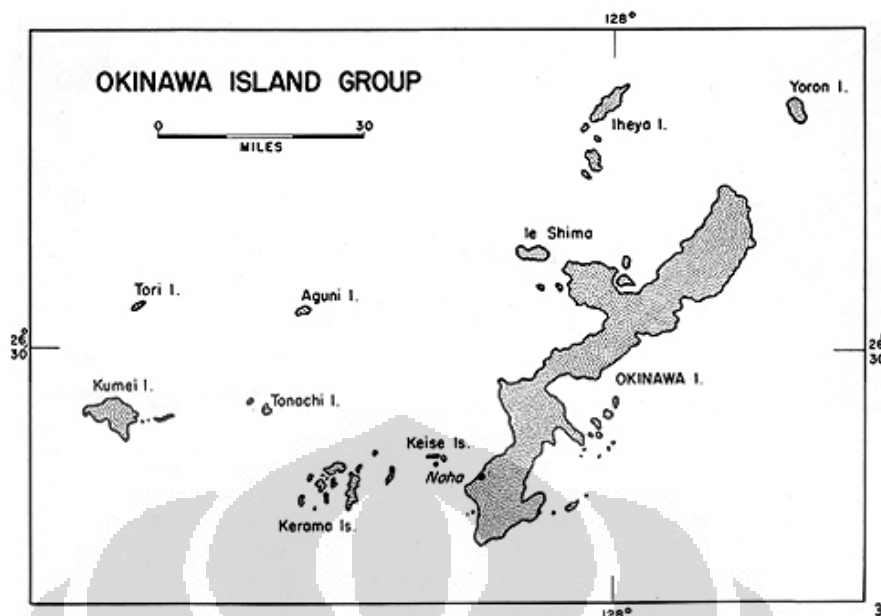 128°
OKINAWA ISLAND GROUP
0 30
MILES
Yoron I.
Iheya I.
Ie Shima
Tori I.
Aguni I.
26° 30
26° 30
Kumei I.
Tonachi I.
OKINAWA I.
Keise Is.
Naha
Kerama Is.
128°